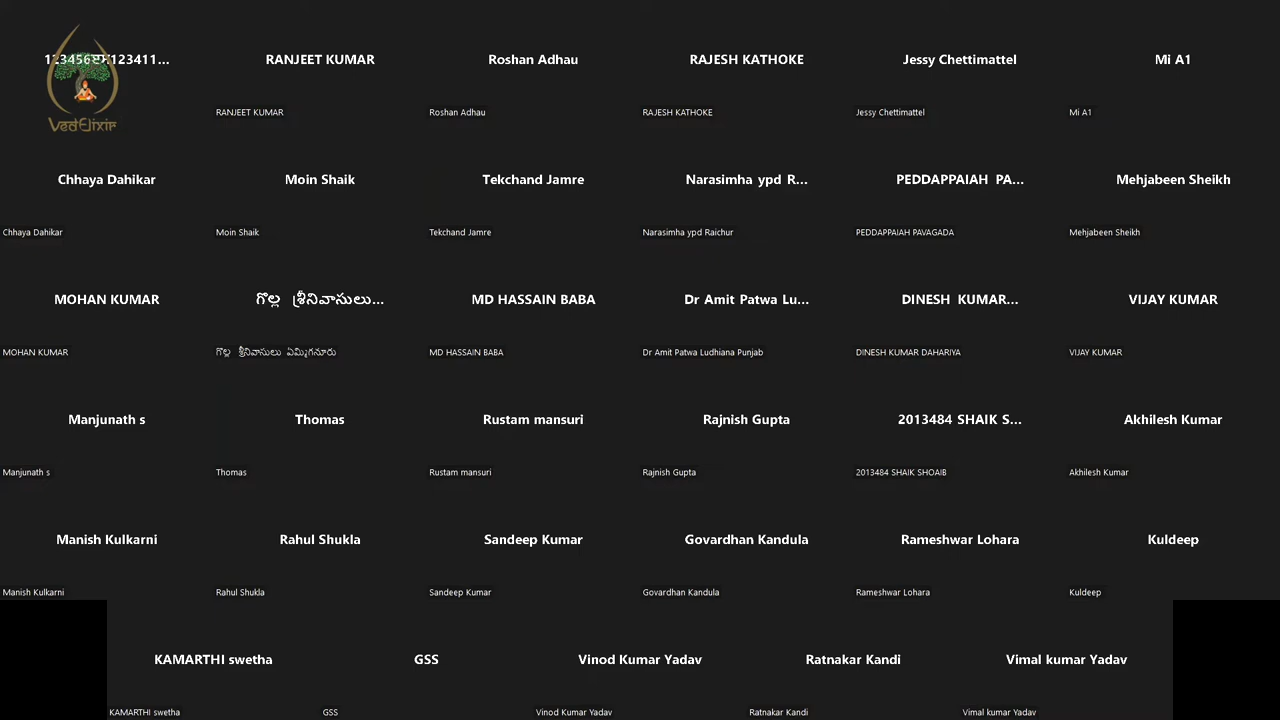 123456 123411...
RANJEET KUMAR
Roshan Adhau
RAJESH KATHOKE
Jessy Chettimattel
Mi A1
VedElixir
RANJEET KUMAR
Roshan Adhau
RAJESH KATHOKE
Jessy Chettimattel
Mi A1
Chhaya Dahikar
Moin Shaik
Tekchand Jamre
Narasimha ypd R...
PEDDAPPAIAH PA...
Mehjabeen Sheikh
Chhaya Dahikar
Moin Shaik
Tekchand Jamre
Narasimha ypd Raichur
PEDDAPPAIAH PAVAGADA
Mehjabeen Sheikh
MOHAN KUMAR
గొల్ల శ్రీనివాసులు...
MD HASSAIN BABA
Dr Amit Patwa Lu...
DINESH KUMAR...
VIJAY KUMAR
MOHAN KUMAR
గొల్ల శ్రీనివాసులు ఏమ్మిగనూరు
MD HASSAIN BABA
Dr Amit Patwa Ludhiana Punjab
DINESH KUMAR DAHARIYA
VIJAY KUMAR
Manjunath s
Thomas
Rustam mansuri
Rajnish Gupta
2013484 SHAIK S...
Akhilesh Kumar
Manjunath s
Thomas
Rustam mansuri
Rajnish Gupta
2013484 SHAIK SHOAIB
Akhilesh Kumar
Manish Kulkarni
Rahul Shukla
Sandeep Kumar
Govardhan Kandula
Rameshwar Lohara
Kuldeep
Manish Kulkarni
Rahul Shukla
Sandeep Kumar
Govardhan Kandula
Rameshwar Lohara
Kuldeep
KAMARTHI swetha
GSS
Vinod Kumar Yadav
Ratnakar Kandi
Vimal kumar Yadav
KAMARTHI swetha
GSS
Vinod Kumar Yadav
Ratnakar Kandi
Vimal kumar Yadav